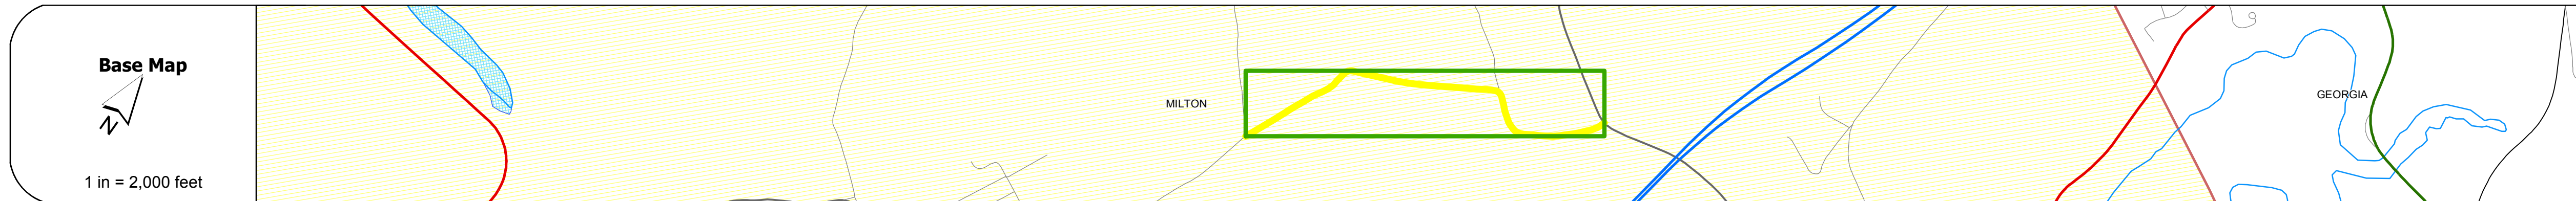 Base Map
N
1 in = 2,000 feet
MILTON
GEORGIA